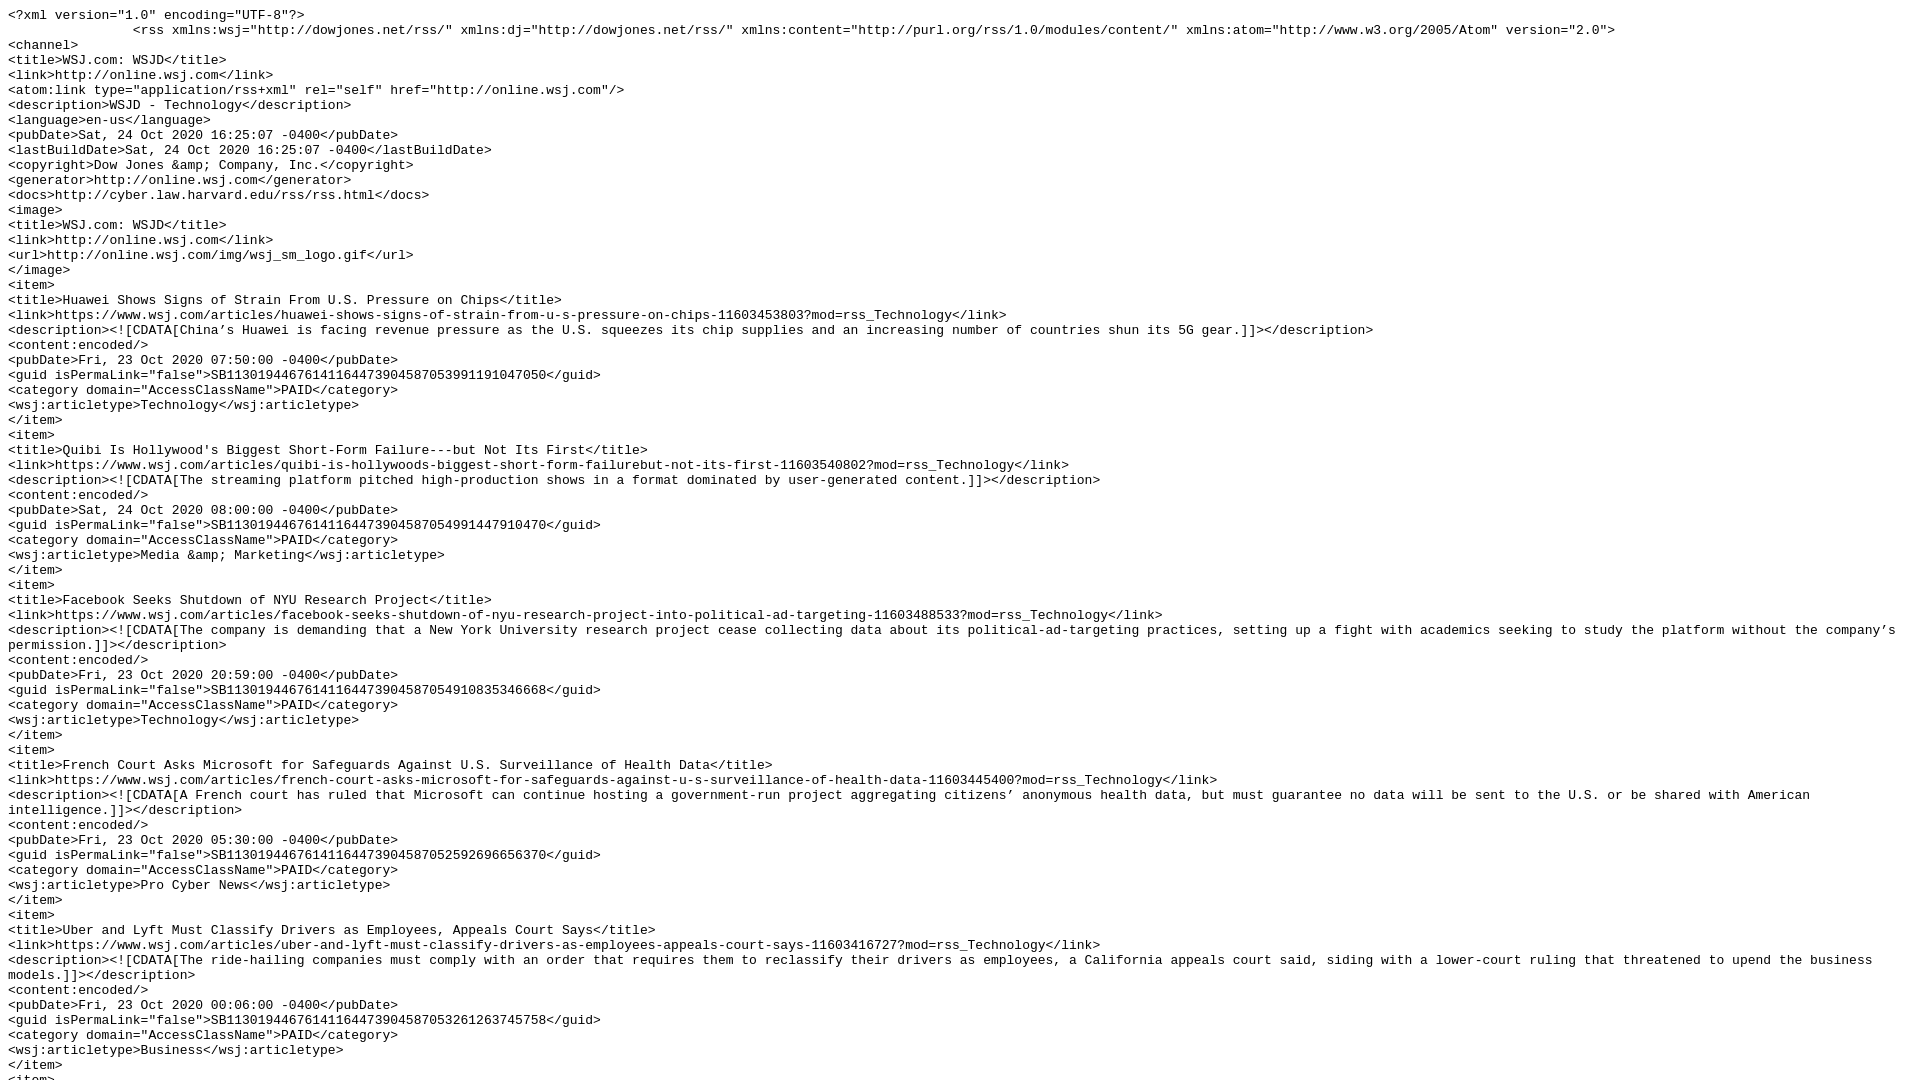 <?xml version="1.0" encoding="UTF-8"?>
<rss xmlns:wsj="http://dowjones.net/rss/" xmlns:dj="http://dowjones.net/rss/" xmlns:content="http://purl.org/rss/1.0/modules/content/" xmlns:atom="http://www.w3.org/2005/Atom" version="2.0">
<channel>
<title>WSJ.com: WSJD</title>
<link>http://online.wsj.com</link>
<atom:link type="application/rss+xml" rel="self" href="http://online.wsj.com"/>
<description>WSJD - Technology</description>
<language>en-us</language>
<pubDate>Sat, 24 Oct 2020 16:25:07 -0400</pubDate>
<lastBuildDate>Sat, 24 Oct 2020 16:25:07 -0400</lastBuildDate>
<copyright>Dow Jones &amp; Company, Inc.</copyright>
<generator>http://online.wsj.com</generator>
<docs>http://cyber.law.harvard.edu/rss/rss.html</docs>
<image>
<title>WSJ.com: WSJD</title>
<link>http://online.wsj.com</link>
<url>http://online.wsj.com/img/wsj_sm_logo.gif</url>
</image>
<item>
<title>Huawei Shows Signs of Strain From U.S. Pressure on Chips</title>
<link>https://www.wsj.com/articles/huawei-shows-signs-of-strain-from-u-s-pressure-on-chips-11603453803?mod=rss_Technology</link>
<description><![CDATA[China’s Huawei is facing revenue pressure as the U.S. squeezes its chip supplies and an increasing number of countries shun its 5G gear.]]></description>
<content:encoded/>
<pubDate>Fri, 23 Oct 2020 07:50:00 -0400</pubDate>
<guid isPermaLink="false">SB11301944676141164473904587053991191047050</guid>
<category domain="AccessClassName">PAID</category>
<wsj:articletype>Technology</wsj:articletype>
</item>
<item>
<title>Quibi Is Hollywood's Biggest Short-Form Failure---but Not Its First</title>
<link>https://www.wsj.com/articles/quibi-is-hollywoods-biggest-short-form-failurebut-not-its-first-11603540802?mod=rss_Technology</link>
<description><![CDATA[The streaming platform pitched high-production shows in a format dominated by user-generated content.]]></description>
<content:encoded/>
<pubDate>Sat, 24 Oct 2020 08:00:00 -0400</pubDate>
<guid isPermaLink="false">SB11301944676141164473904587054991447910470</guid>
<category domain="AccessClassName">PAID</category>
<wsj:articletype>Media &amp; Marketing</wsj:articletype>
</item>
<item>
<title>Facebook Seeks Shutdown of NYU Research Project</title>
<link>https://www.wsj.com/articles/facebook-seeks-shutdown-of-nyu-research-project-into-political-ad-targeting-11603488533?mod=rss_Technology</link>
<description><![CDATA[The company is demanding that a New York University research project cease collecting data about its political-ad-targeting practices, setting up a fight with academics seeking to study the platform without the company’s
permission.]]></description>
<content:encoded/>
<pubDate>Fri, 23 Oct 2020 20:59:00 -0400</pubDate>
<guid isPermaLink="false">SB11301944676141164473904587054910835346668</guid>
<category domain="AccessClassName">PAID</category>
<wsj:articletype>Technology</wsj:articletype>
</item>
<item>
<title>French Court Asks Microsoft for Safeguards Against U.S. Surveillance of Health Data</title>
<link>https://www.wsj.com/articles/french-court-asks-microsoft-for-safeguards-against-u-s-surveillance-of-health-data-11603445400?mod=rss_Technology</link>
<description><![CDATA[A French court has ruled that Microsoft can continue hosting a government-run project aggregating citizens’ anonymous health data, but must guarantee no data will be sent to the U.S. or be shared with American
intelligence.]]></description>
<content:encoded/>
<pubDate>Fri, 23 Oct 2020 05:30:00 -0400</pubDate>
<guid isPermaLink="false">SB11301944676141164473904587052592696656370</guid>
<category domain="AccessClassName">PAID</category>
<wsj:articletype>Pro Cyber News</wsj:articletype>
</item>
<item>
<title>Uber and Lyft Must Classify Drivers as Employees, Appeals Court Says</title>
<link>https://www.wsj.com/articles/uber-and-lyft-must-classify-drivers-as-employees-appeals-court-says-11603416727?mod=rss_Technology</link>
<description><![CDATA[The ride-hailing companies must comply with an order that requires them to reclassify their drivers as employees, a California appeals court said, siding with a lower-court ruling that threatened to upend the business
models.]]></description>
<content:encoded/>
<pubDate>Fri, 23 Oct 2020 00:06:00 -0400</pubDate>
<guid isPermaLink="false">SB11301944676141164473904587053261263745758</guid>
<category domain="AccessClassName">PAID</category>
<wsj:articletype>Business</wsj:articletype>
</item>
<item>